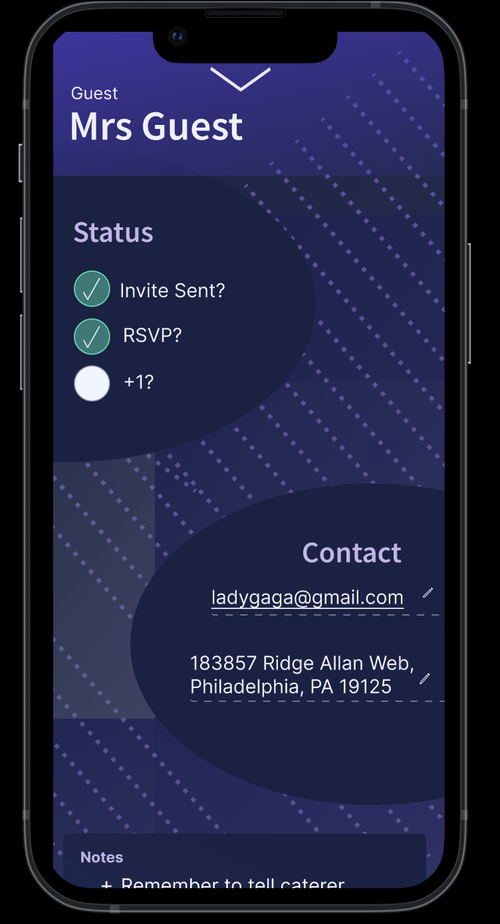 Guest
Mrs Guest
Status
Invite Sent?
RSVP?
+1?
Contact
ladygaga@gmail.com
183857 Ridge Allan Web,
Philadelphia, PA 19125
Notes
+ Remember to tell caterer